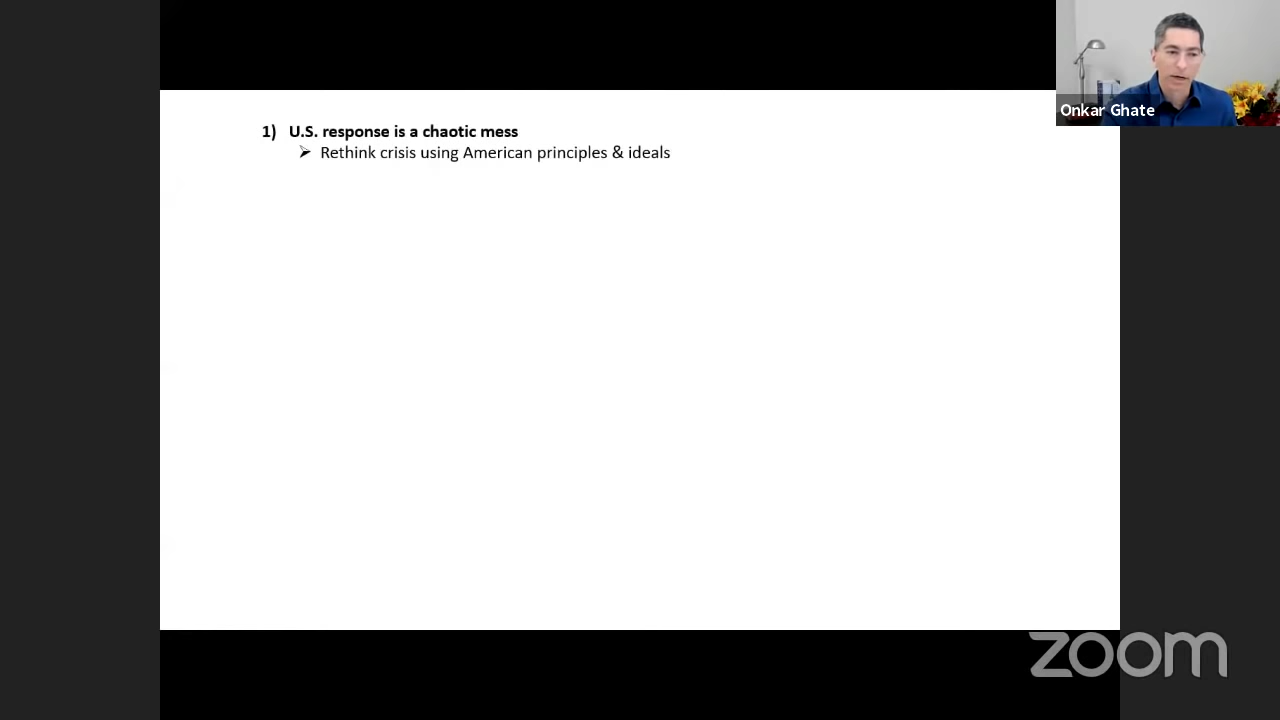 Onkar Ghate
1) U.S. response is a chaotic mess
➢ Rethink crisis using American principles & ideals
zoom